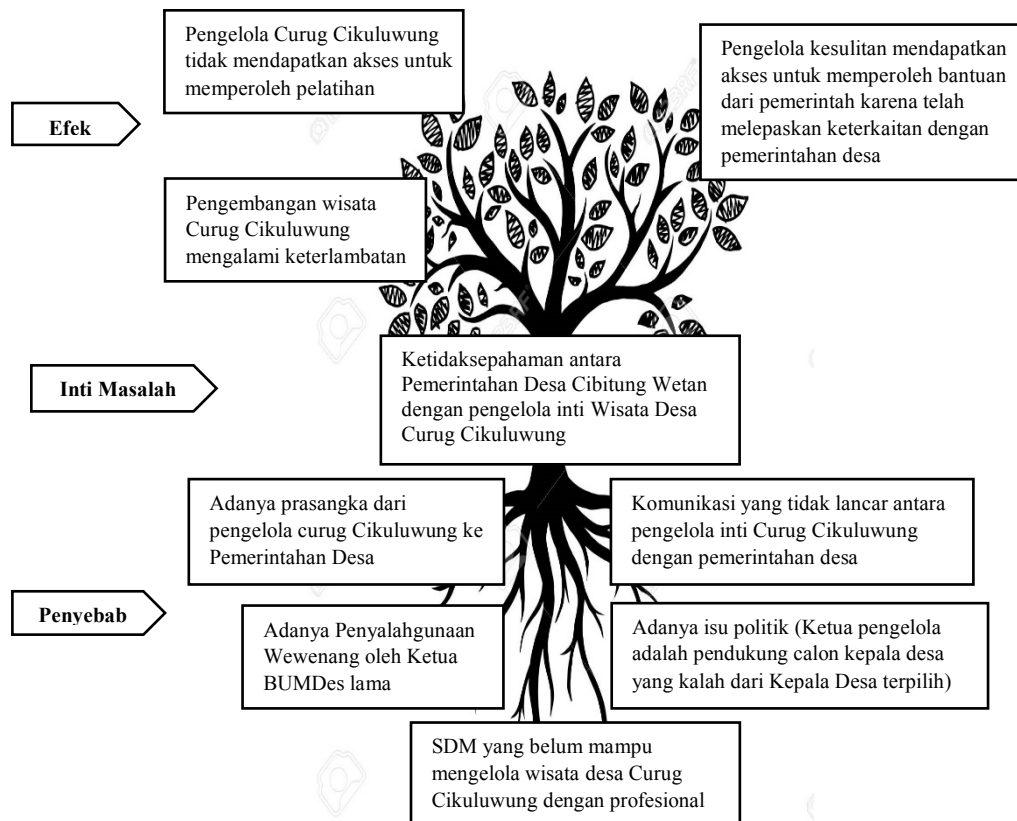 Pengelola Curug Cikuluwung
tidak mendapatkan akses untuk
memperoleh pelatihan
Pengelola kesulitan mendapatkan
akses untuk memperoleh bantuan
dari pemerintah karena telah
melepaskan keterkaitan dengan
pemerintahan desa
Efek
Pengembangan wisata
Curug Cikuluwung
mengalami keterlambatan
Inti Masalah
Ketidaksepahaman antara
Pemerintahan Desa Cibitung Wetan
dengan pengelola inti Wisata Desa
Curug Cikuluwung
Adanya prasangka dari
pengelola curug Cikuluwung ke
Pemerintahan Desa
Komunikasi yang tidak lancar antara
pengelola inti Curug Cikuluwung
dengan pemerintahan desa
Penyebab
Adanya Penyalahgunaan
Wewenang oleh Ketua
BUMDes lama
Adanya isu politik (Ketua pengelola
adalah pendukung calon kepala desa
yang kalah dari Kepala Desa terpilih)
SDM yang belum mampu
mengelola wisata desa Curug
Cikuluwung dengan profesional